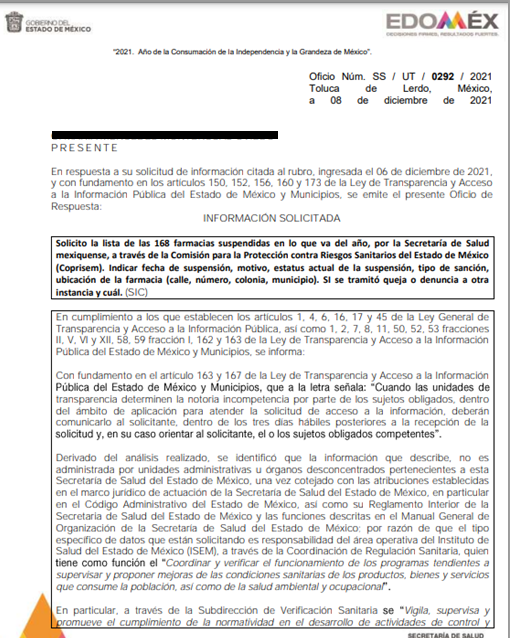 GOBIERNO DEL
ESTADO DE MÉXICO
EDOMÉX
DECISIONES FIRMES, RESULTADOS FUERTES.
"2021. Año de la Consumación de la Independencia y la Grandeza de México".
Oficio Núm. SS / UT / 0292 / 2021
Toluca de Lerdo, México,
a 08 de diciembre de 2021
PRESENTE
En respuesta a su solicitud de información citada al rubro, ingresada el 06 de diciembre de 2021,
y con fundamento en los artículos 150, 152, 156, 160 y 173 de la Ley de Transparencia y Acceso
a la Información Pública del Estado de México y Municipios, se emite el presente Oficio de
Respuesta:
INFORMACIÓN SOLICITADA
Solicito la lista de las 168 farmacias suspendidas en lo que va del año, por la Secretaría de Salud
mexiquense, a través de la Comisión para la Protección contra Riesgos Sanitarios del Estado de México
(Coprisem). Indicar fecha de suspensión, motivo, estatus actual de la suspensión, tipo de sanción,
ubicación de la farmacia (calle, número, colonia, municipio). SI se tramitó queja o denuncia a otra
instancia y cuál. (SIC)
En cumplimiento a los que establecen los artículos 1, 4, 6, 16, 17 y 45 de la Ley General de
Transparencia y Acceso a la Información Pública, así como 1, 2, 7, 8, 11, 50, 52, 53 fracciones
II, V, VI y XII, 58, 59 fracción I, 162 y 163 de la Ley de Transparencia y Acceso a la Información
Pública del Estado de México y Municipios, se informa:
Con fundamento en el artículo 163 y 167 de la Ley de Transparencia y Acceso a la Información
Pública del Estado de México y Municipios, que a la letra señala: "Cuando las unidades de
transparencia determinen la notoria incompetencia por parte de los sujetos obligados, dentro
del ámbito de aplicación para atender la solicitud de acceso a la información, deberán
comunicarlo al solicitante, dentro de los tres días hábiles posteriores a la recepción de la
solicitud y, en su caso orientar al solicitante, el o los sujetos obligados competentes".
Derivado del análisis realizado, se identificó que la información que describe, no es
administrada por unidades administrativas u órganos desconcentrados pertenecientes a esta
Secretaría de Salud del Estado de México, una vez cotejado con las atribuciones establecidas
en el marco jurídico de actuación de la Secretaría de Salud del Estado de México, en particular
en el Código Administrativo del Estado de México, así como su Reglamento Interior de la
Secretaría de Salud del Estado de México y las funciones descritas en el Manual General de
Organización de la Secretaría de Salud del Estado de México: por razón de que el tipo
específico de datos que están solicitando es responsabilidad del área operativa del Instituto de
Salud del Estado de México (ISEM), a través de la Coordinación de Regulación Sanitaria, quien
tiene como función el "Coordinar y verificar el funcionamiento de los programas tendientes a
supervisar y proponer mejoras de las condiciones sanitarias de los productos, bienes y servicios
que consume la población, así como de la salud ambiental y ocupacional".
En particular, a través de la Subdirección de Verificación Sanitaria se "Vigila, supervisa y
promueve el cumplimiento de la normatividad en el desarrollo de actividades de control y
SECRETARÍA DE SALUD